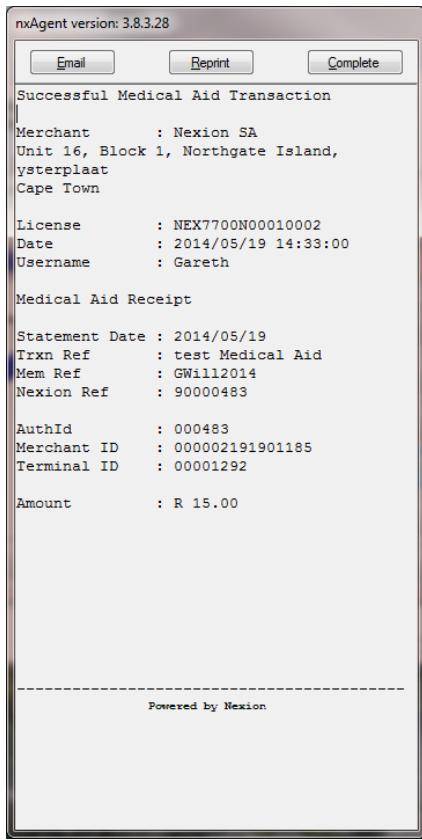 nxAgent version: 3.8.3.28
Email Reprint Complete
Successful Medical Aid Transaction
Merchant : Nexion SA
Unit 16, Block 1, Northgate Island,
ysterplaat
Cape Town
License : NEX7700N00010002
Date : 2014/05/19 14:33:00
Username : Gareth
Medical Aid Receipt
Statement Date : 2014/05/19
Trxn Ref : test Medical Aid
Mem Ref : GWill2014
Nexion Ref : 90000483
AuthId : 000483
Merchant ID : 000002191901185
Terminal ID : 00001292
Amount : R 15.00
Powered by Nexion